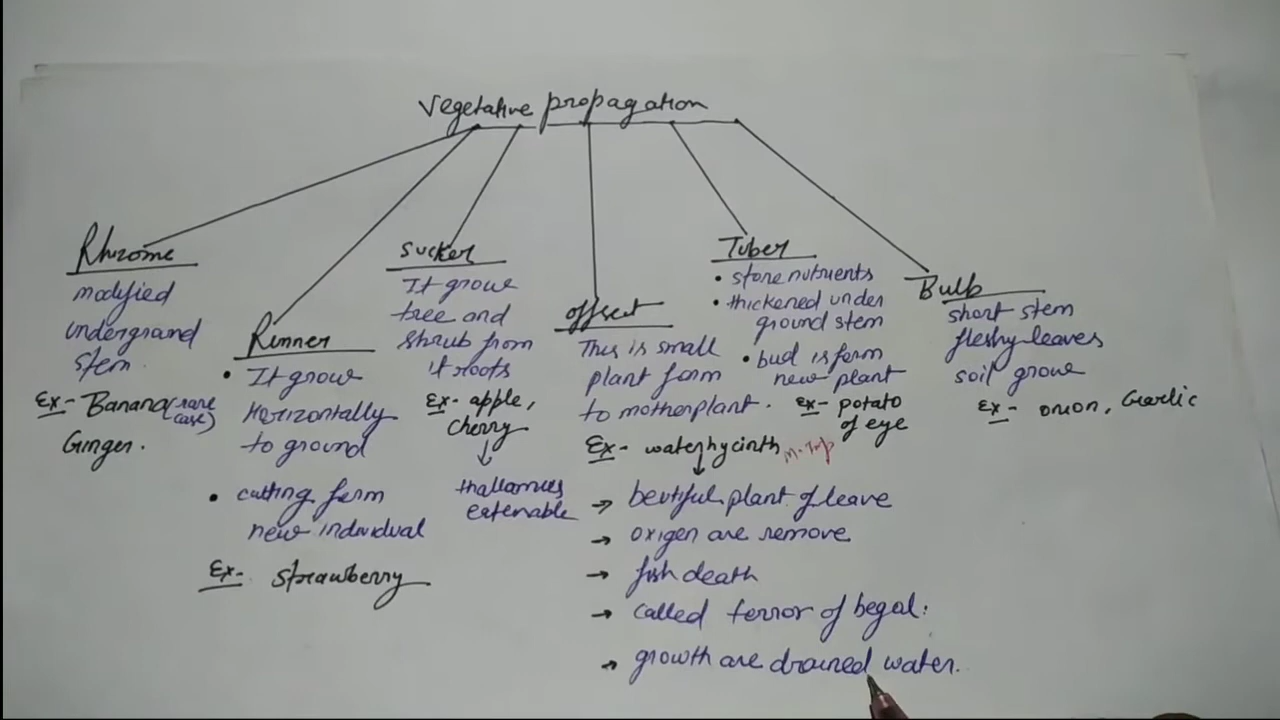 Vegetative propagation
Rhizome
modified
undergraund
stem.
Ex- Banana (rare case)
Ginger.
Runner
• It grow
Horizontally
to ground
• cutting form
new individual
Ex- strawberry
Sucker
It grow
tree and
shrub from
it roots
Ex- apple,
cherry
↓
thallamus
eatenable
offset
This is small
plant form
to motherplant.
Ex- waterhycinth m. Imp
↓
→ beutiful plant of leave
→ oxigen are remove
→ fish death
→ called terror of begal.
→ growth are drained water.
Tuber
• store nutrients
• thickened under
ground stem
• bud is form
new plant
Ex- potato
of eye
Bulb
short stem
fleshy leaves
soil grow
Ex- onion, Garlic